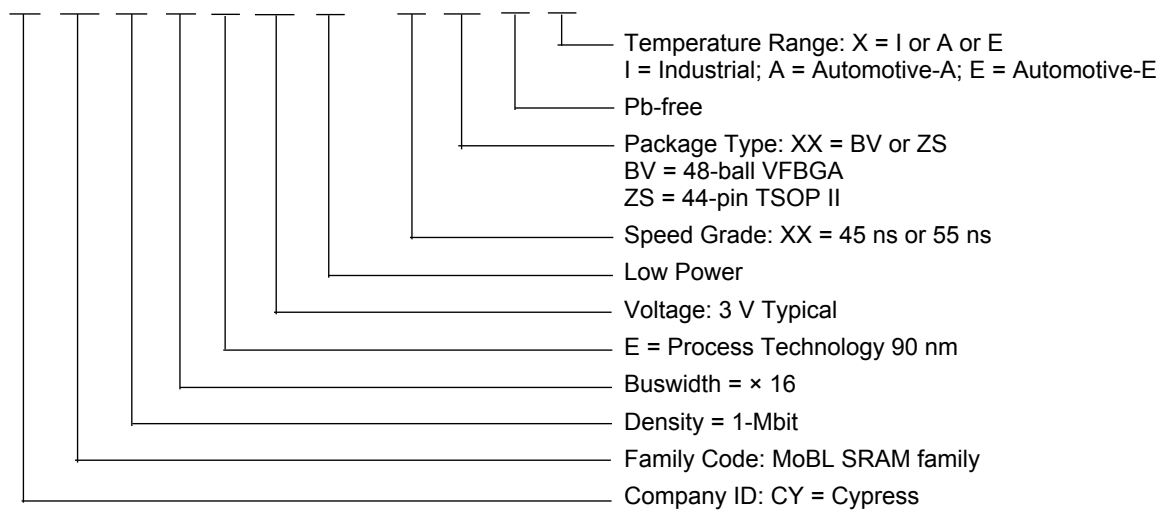 Temperature Range: X = I or A or E
I = Industrial; A = Automotive-A; E = Automotive-E
Pb-free
Package Type: XX = BV or ZS
BV = 48-ball VFBGA
ZS = 44-pin TSOP II
Speed Grade: XX = 45 ns or 55 ns
Low Power
Voltage: 3 V Typical
E = Process Technology 90 nm
Buswidth = × 16
Density = 1-Mbit
Family Code: MoBL SRAM family
Company ID: CY = Cypress